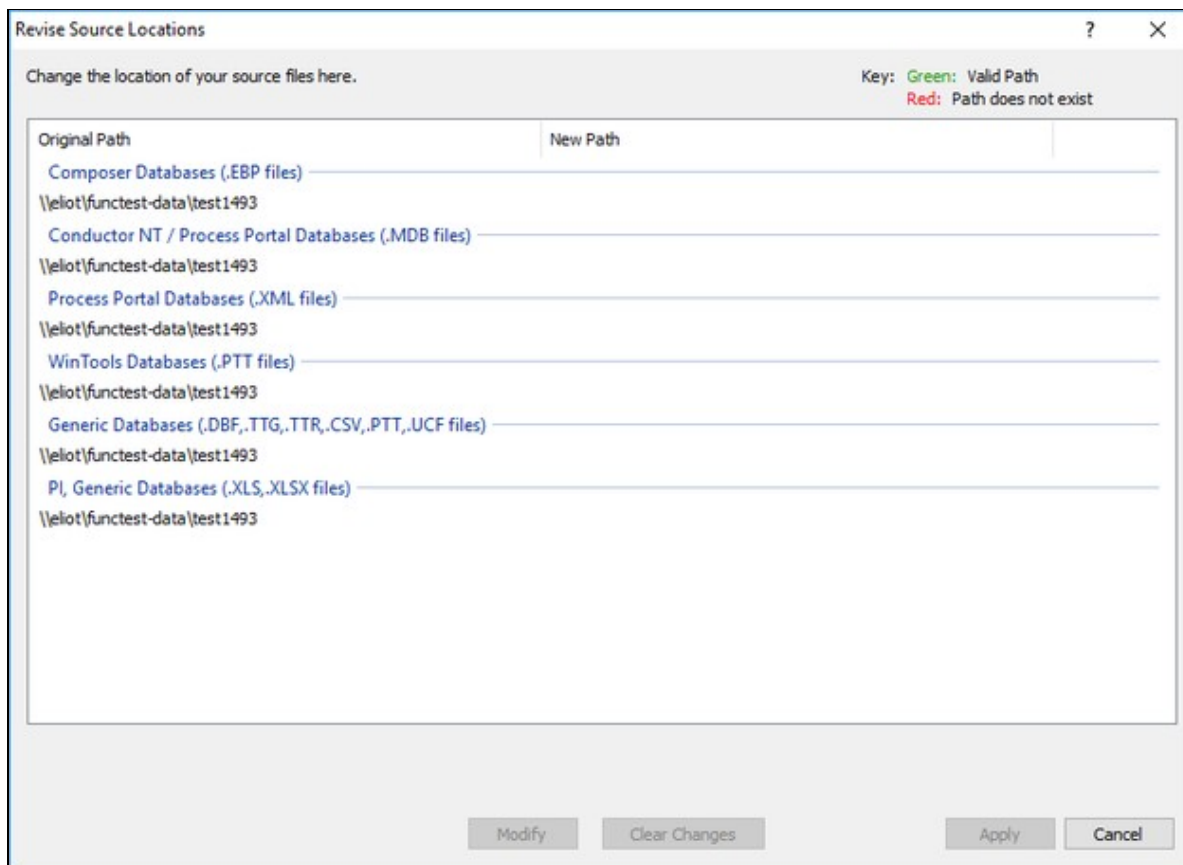 Revise Source Locations ? ×
Change the location of your source files here.
Key: Green: Valid Path
Red: Path does not exist
Original Path New Path
Composer Databases (.EBP files)
\\eliot\functest-data\test1493
Conductor NT / Process Portal Databases (.MDB files)
\\eliot\functest-data\test1493
Process Portal Databases (.XML files)
\\eliot\functest-data\test1493
WinTools Databases (.PTT files)
\\eliot\functest-data\test1493
Generic Databases (.DBF,.TTG,.TTR,.CSV,.PTT,.UCF files)
\\eliot\functest-data\test1493
PI, Generic Databases (.XLS,.XLSX files)
\\eliot\functest-data\test1493
Modify Clear Changes Apply Cancel